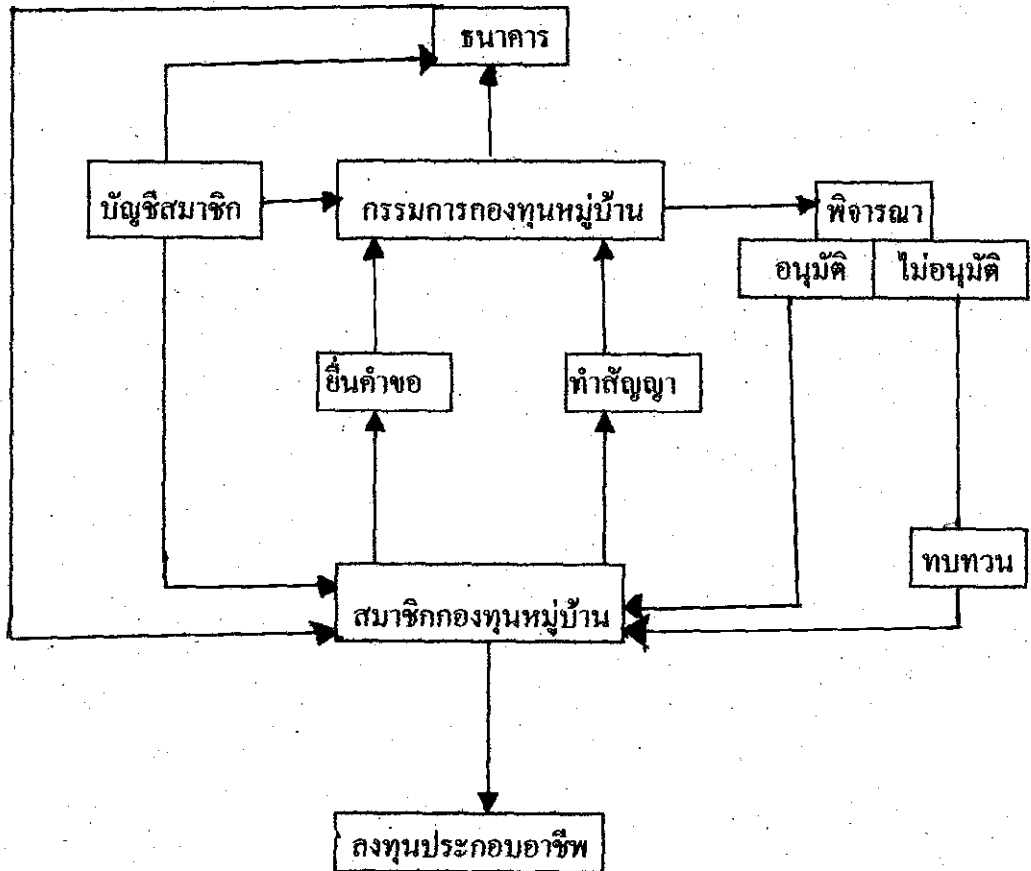 ธนาคาร
บัญชีสมาชิก
กรรมการกองทุนหมู่บ้าน
พิจารณา
อนุมัติ
ไม่อนุมัติ
ยื่นคำขอ
ทำสัญญา
ทบทวน
สมาชิกกองทุนหมู่บ้าน
ลงทุนประกอบอาชีพ